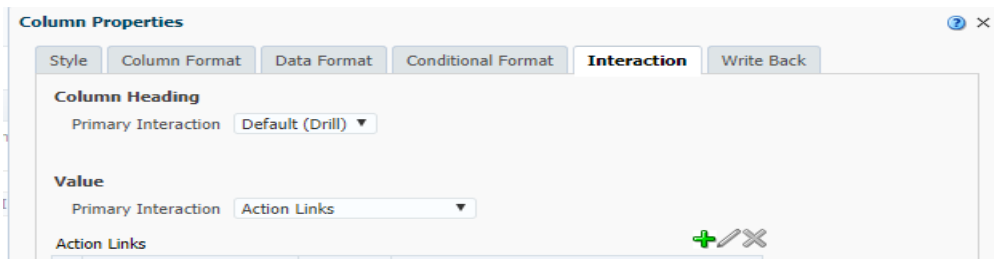 Column Properties
Style Column Format Data Format Conditional Format Interaction Write Back
Column Heading
Primary Interaction Default (Drill)
Value
Primary Interaction Action Links
Action Links